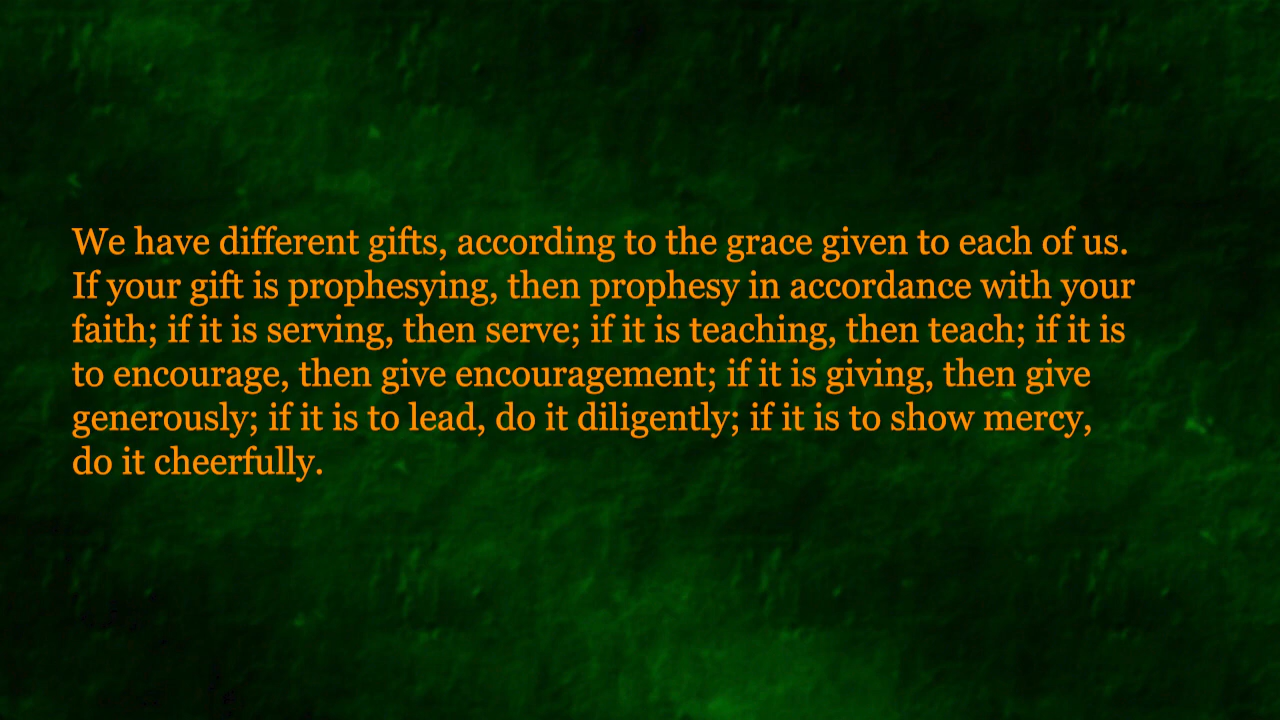 We have different gifts, according to the grace given to each of us.
If your gift is prophesying, then prophesy in accordance with your
faith; if it is serving, then serve; if it is teaching, then teach; if it is
to encourage, then give encouragement; if it is giving, then give
generously; if it is to lead, do it diligently; if it is to show mercy,
do it cheerfully.